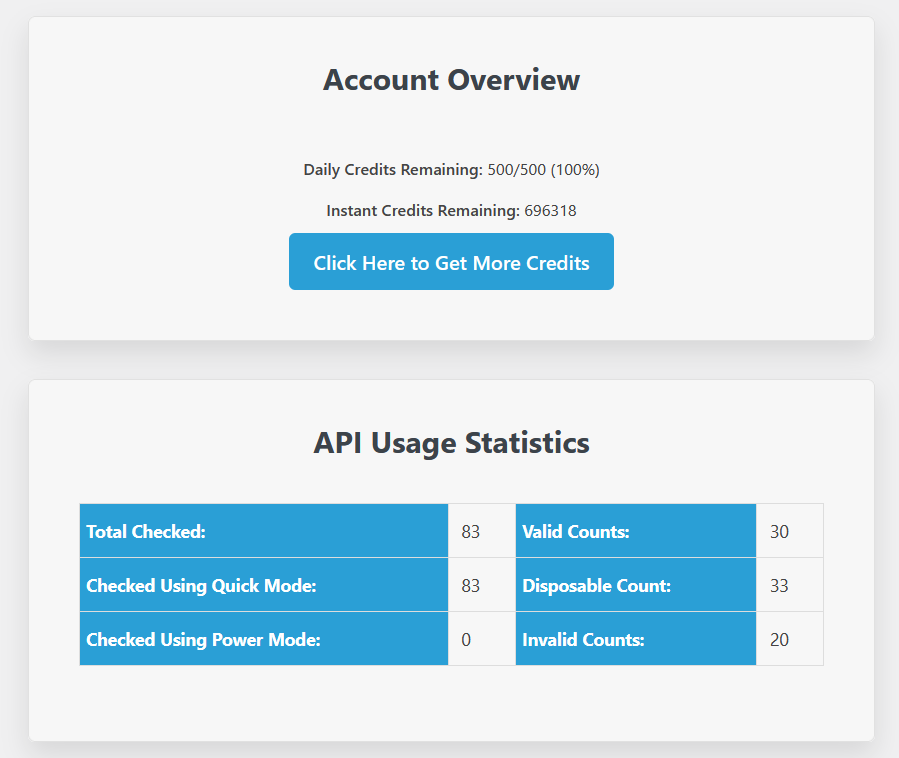 Account Overview
Daily Credits Remaining: 500/500 (100%)
Instant Credits Remaining: 696318
Click Here to Get More Credits
API Usage Statistics
Total Checked: 83 Valid Counts: 30
Checked Using Quick Mode: 83 Disposable Count: 33
Checked Using Power Mode: 0 Invalid Counts: 20